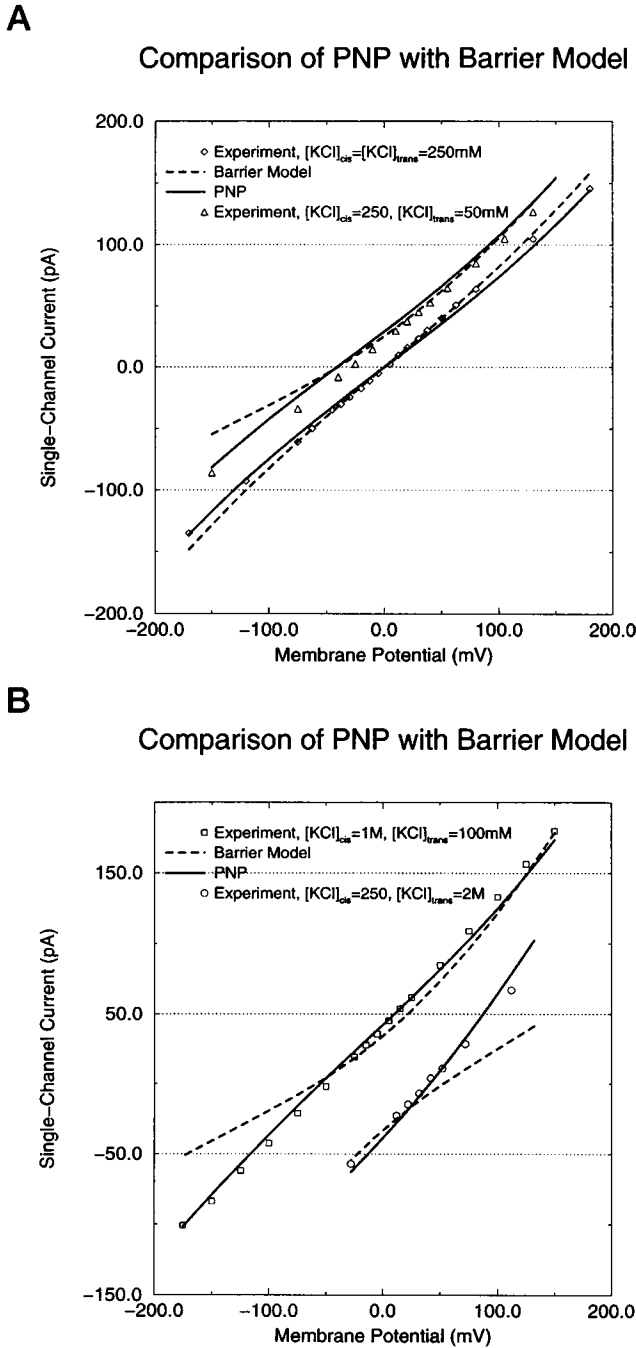 A
Comparison of PNP with Barrier Model
200.0
Experiment, [KCl]cis=[KCl]trans=250mM
Barrier Model
PNP
Experiment, [KCl]cis=250, [KCl]trans=50mM
100.0
0.0
−100.0
−200.0
Single−Channel Current (pA)
−200.0 −100.0 0.0 100.0 200.0
Membrane Potential (mV)
B
Comparison of PNP with Barrier Model
Experiment, [KCl]cis=1M, [KCl]trans=100mM
Barrier Model
PNP
Experiment, [KCl]cis=250, [KCl]trans=2M
150.0
50.0
−50.0
−150.0
Single−Channel Current (pA)
−200.0 −100.0 0.0 100.0 200.0
Membrane Potential (mV)